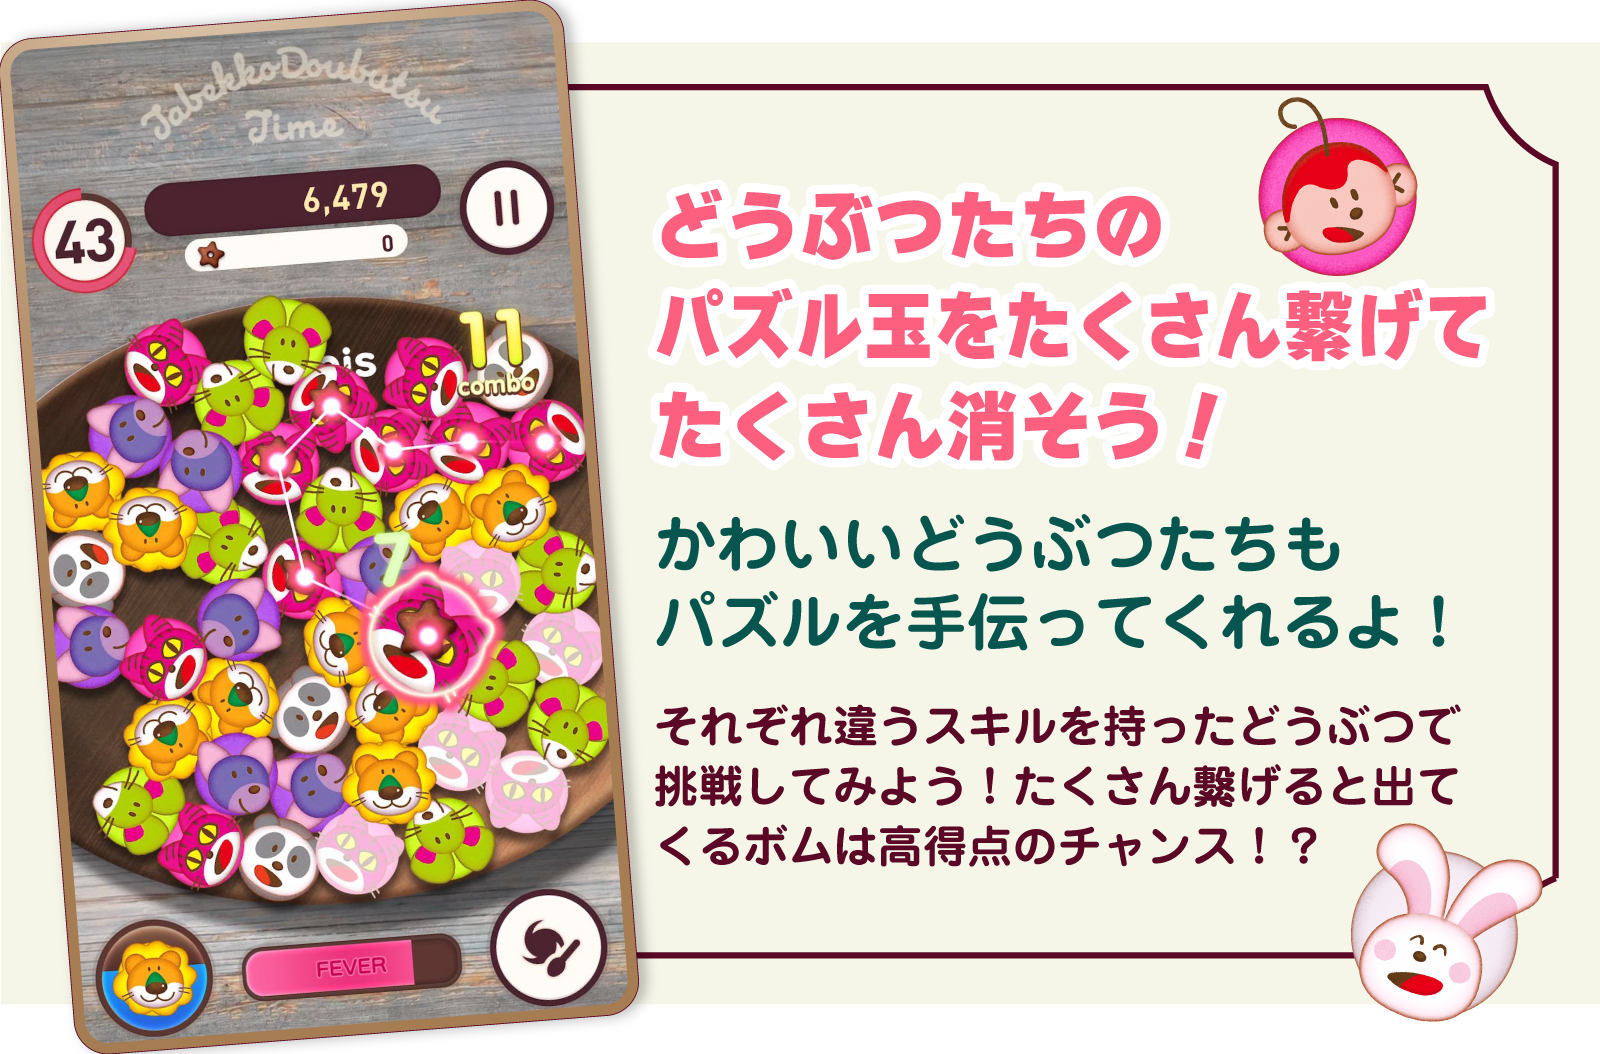 TabekkoDoubutsu
Time
6,479
43
0
11
combo
7
FEVER
どうぶつたちの
パズル玉をたくさん繋げて
たくさん消そう！
かわいいどうぶつたちも
パズルを手伝ってくれるよ！
それぞれ違うスキルを持ったどうぶつで
挑戦してみよう！たくさん繋げると出て
くるボムは高得点のチャンス！？